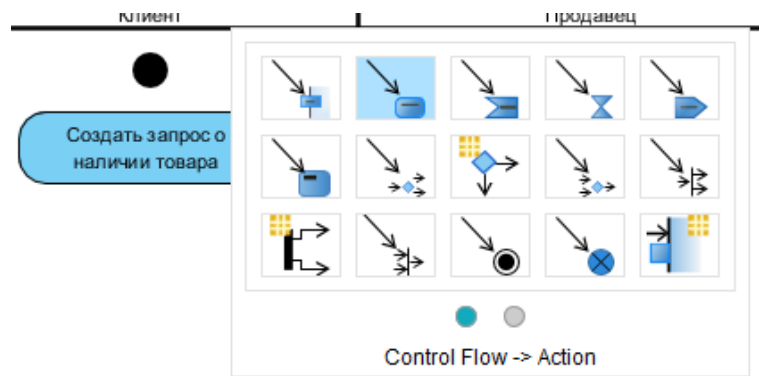 Клиент
Продавец
Создать запрос о
наличии товара
Control Flow -> Action